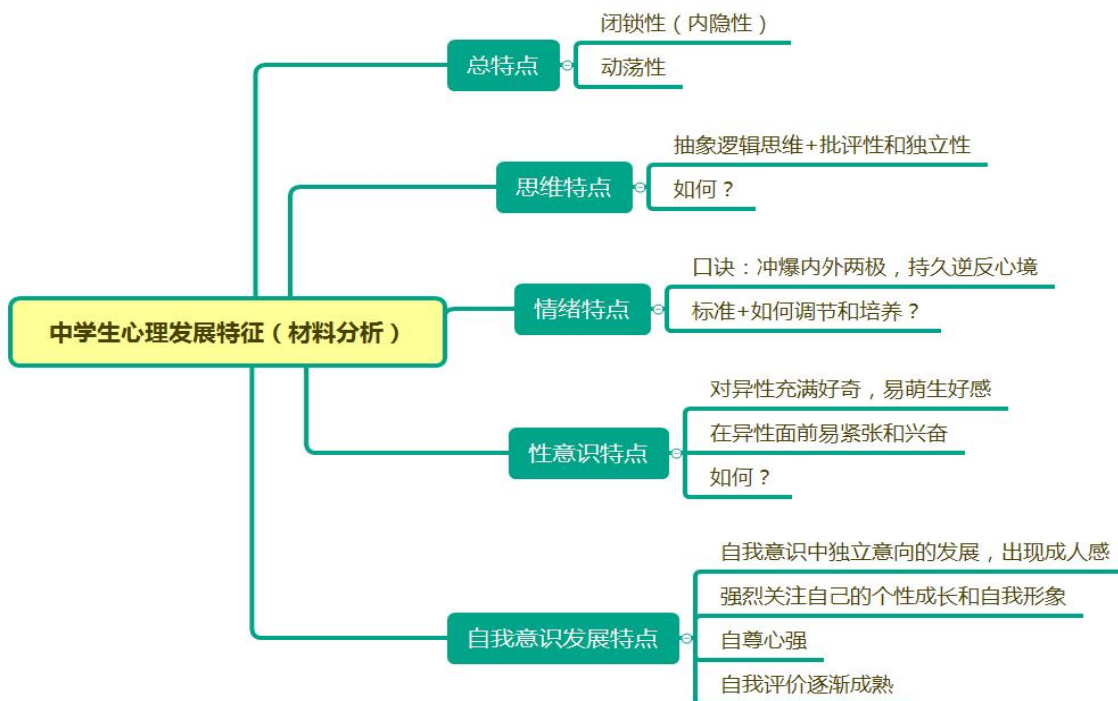 闭锁性（内隐性）
总特点
动荡性
抽象逻辑思维+批评性和独立性
思维特点
如何？
口诀：冲爆内外两极，持久逆反心境
情绪特点
标准+如何调节和培养？
中学生心理发展特征（材料分析）
对异性充满好奇，易萌生好感
性意识特点
在异性面前易紧张和兴奋
如何？
自我意识中独立意向的发展，出现成人感
强烈关注自己的个性成长和自我形象
自我意识发展特点
自尊心强
自我评价逐渐成熟